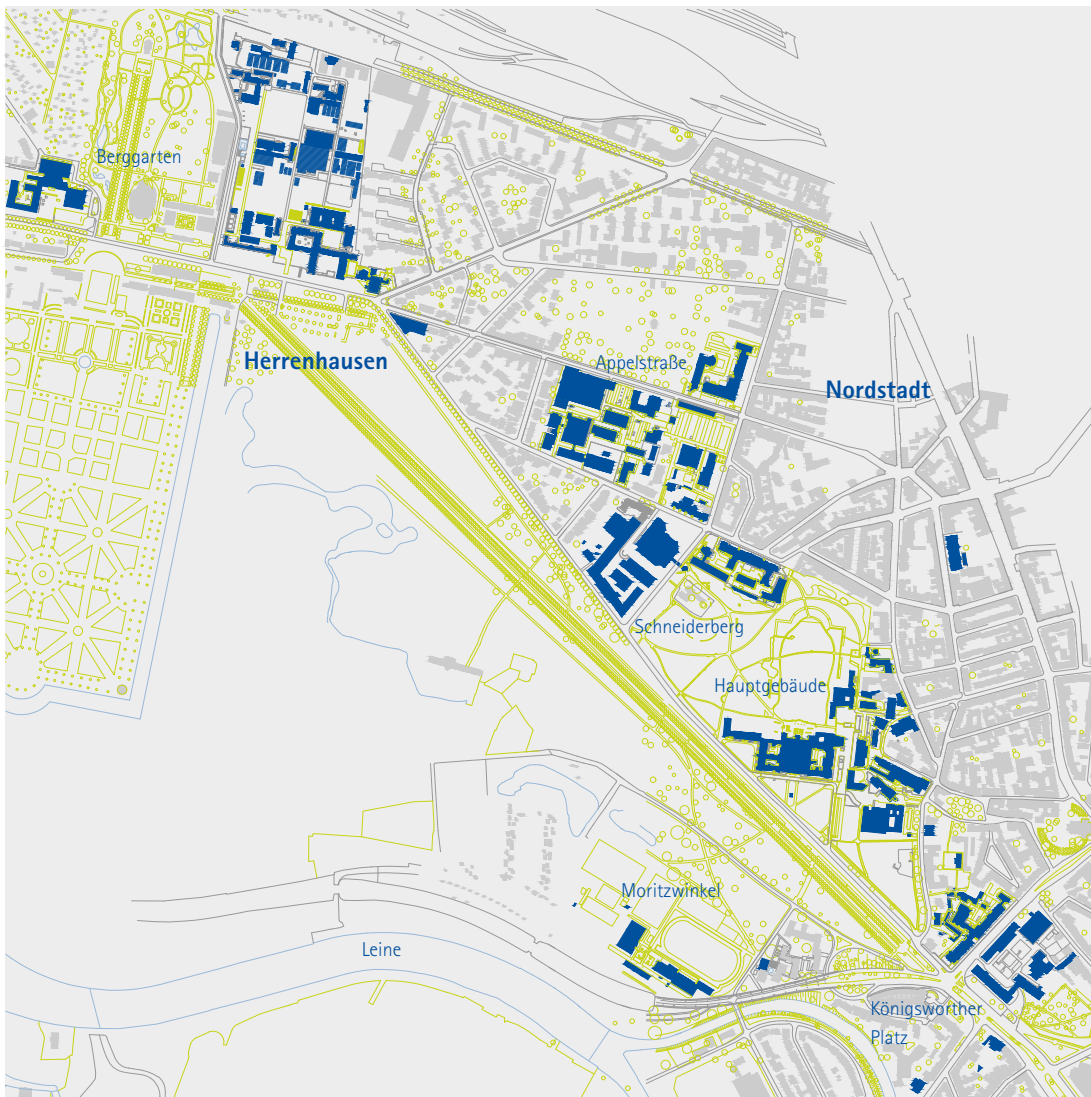 Berggarten
Herrenhausen
Appelstraße
Nordstadt
Schneiderberg
Hauptgebäude
Moritzwinkel
Leine
Königsworther
Platz